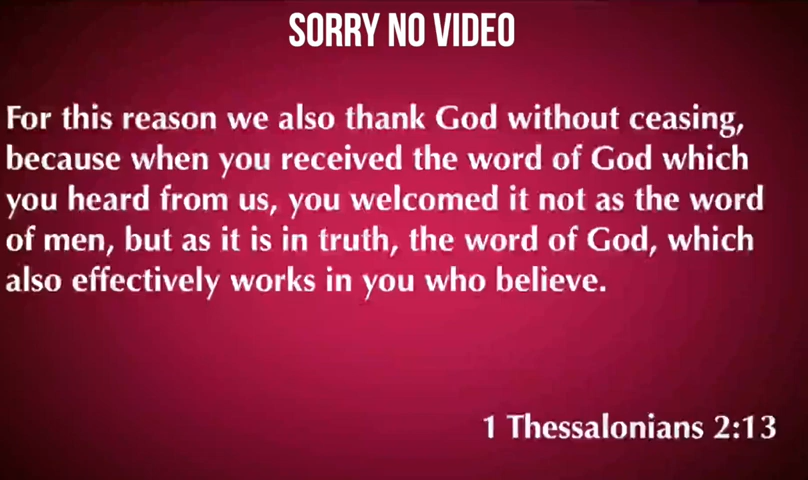 SORRY NO VIDEO
For this reason we also thank God without ceasing,
because when you received the word of God which
you heard from us, you welcomed it not as the word
of men, but as it is in truth, the word of God, which
also effectively works in you who believe.
1 Thessalonians 2:13